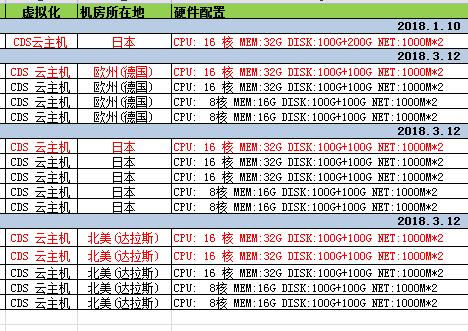 虚拟化 机房所在地 硬件配置
2018.1.10
CDS云主机 日本 CPU: 16 核 MEM:32G DISK:100G+200G NET:1000M*2
2018.3.12
CDS 云主机 欧州(德国) CPU: 16 核 MEM:32G DISK:100G+100G NET:1000M*2
CDS 云主机 欧州(德国) CPU: 16 核 MEM:32G DISK:100G+100G NET:1000M*2
CDS 云主机 欧州(德国) CPU: 8核 MEM:16G DISK:100G+100G NET:1000M*2
CDS 云主机 欧州(德国) CPU: 8核 MEM:16G DISK:100G+100G NET:1000M*2
2018.3.12
CDS 云主机 日本 CPU: 16 核 MEM:32G DISK:100G+100G NET:1000M*2
CDS 云主机 日本 CPU: 16 核 MEM:32G DISK:100G+100G NET:1000M*2
CDS 云主机 日本 CPU: 16 核 MEM:32G DISK:100G+100G NET:1000M*2
CDS 云主机 日本 CPU: 8核 MEM:16G DISK:100G+100G NET:1000M*2
CDS 云主机 日本 CPU: 8核 MEM:16G DISK:100G+100G NET:1000M*2
2018.3.12
CDS 云主机 北美(达拉斯) CPU: 16 核 MEM:32G DISK:100G+100G NET:1000M*2
CDS 云主机 北美(达拉斯) CPU: 16 核 MEM:32G DISK:100G+100G NET:1000M*2
CDS 云主机 北美(达拉斯) CPU: 16 核 MEM:32G DISK:100G+100G NET:1000M*2
CDS 云主机 北美(达拉斯) CPU: 8核 MEM:16G DISK:100G+100G NET:1000M*2
CDS 云主机 北美(达拉斯) CPU: 8核 MEM:16G DISK:100G+100G NET:1000M*2